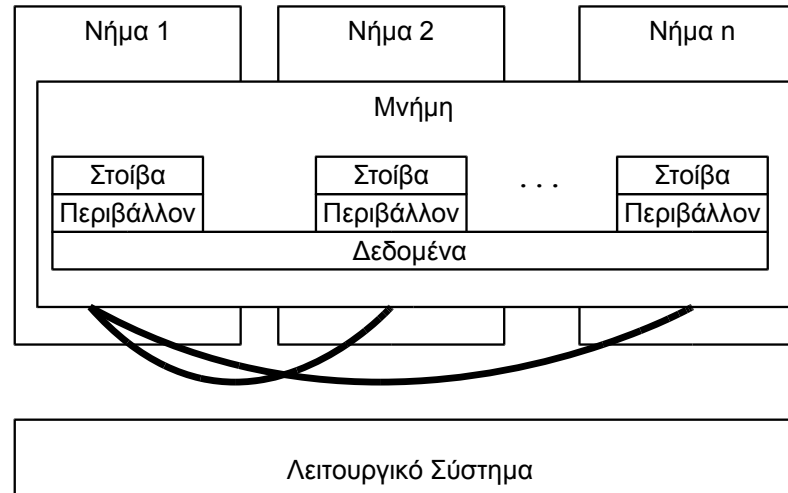 Νήμα 1 Νήμα 2 Νήμα n
Μνήμη
Στοίβα Στοίβα . . . Στοίβα
Περιβάλλον Περιβάλλον Περιβάλλον
Δεδομένα
Λειτουργικό Σύστημα